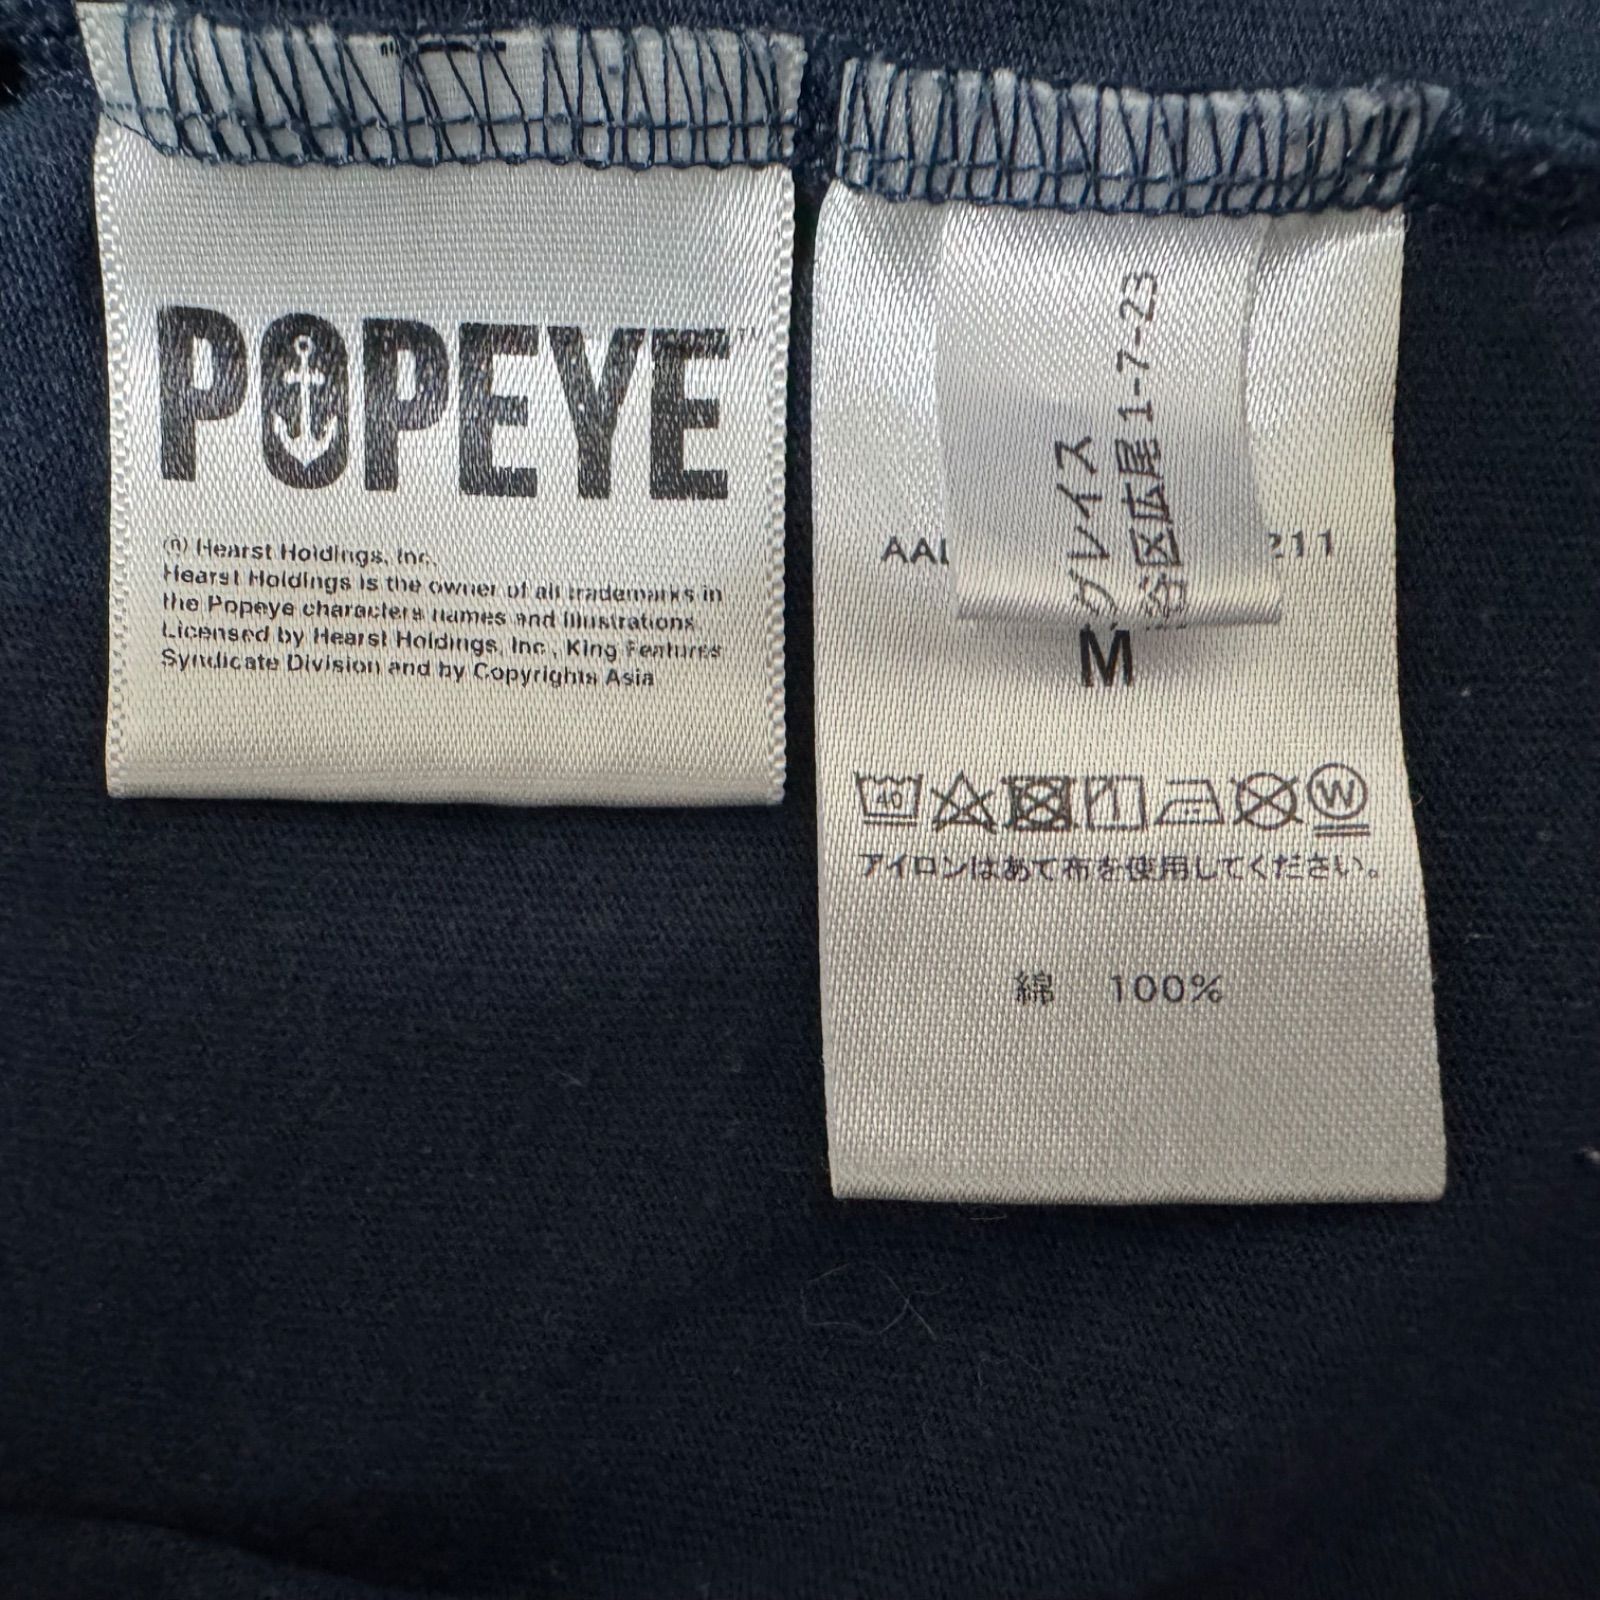 POPEYE™
Hearst Holdings, Inc.
Hearst Holdings is the owner of all trademarks in
the Popeye characters names and illustrations
Licensed by Hearst Holdings, Inc, King Features
Syndicate Division and by Copyrights Asia
グレイス
谷区広尾1-7-23
211
M
40
W
アイロンはあて布を使用してください。
綿 100%